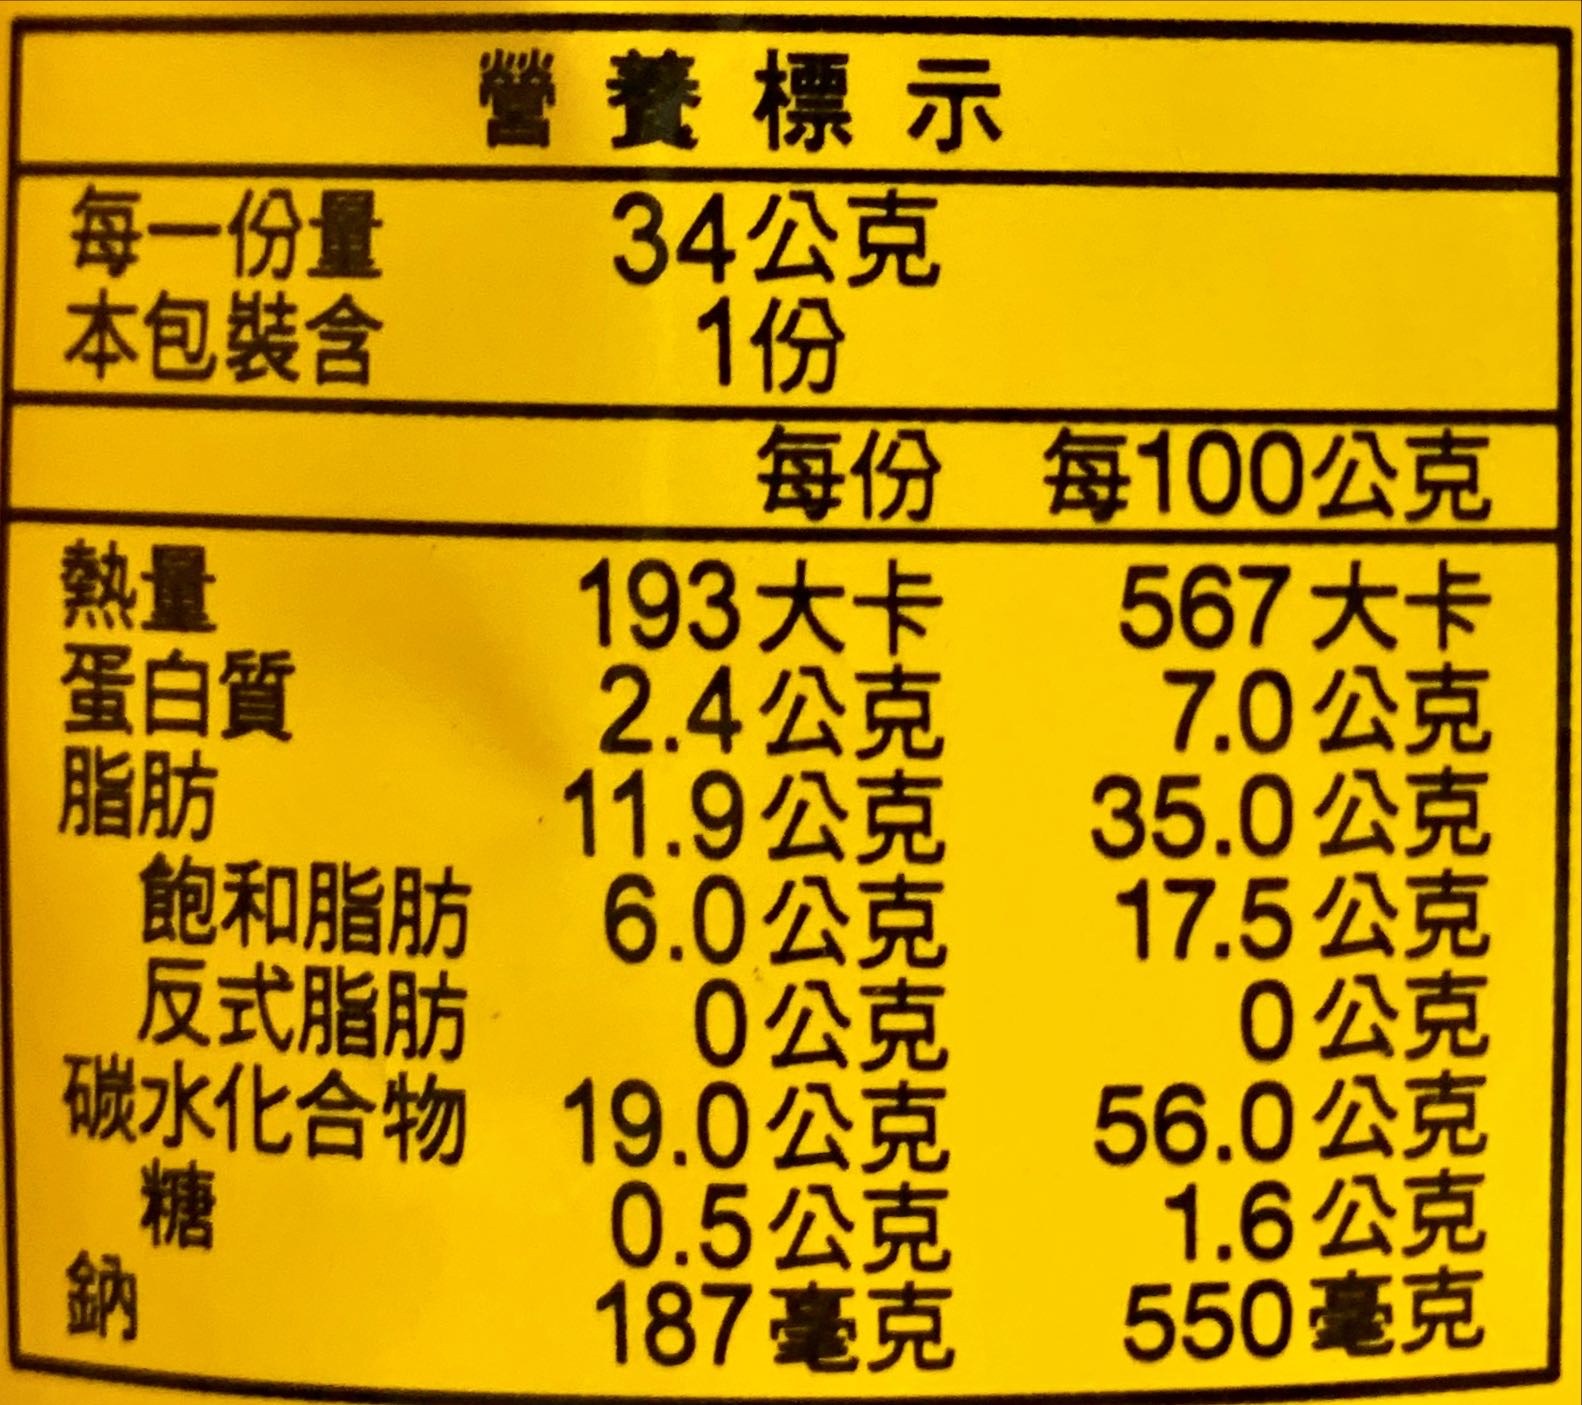 營養標示
每一份量 34公克
本包裝含 1份
每份 每100公克
熱量 193大卡 567大卡
蛋白質 2.4公克 7.0公克
脂肪 11.9公克 35.0公克
飽和脂肪 6.0公克 17.5公克
反式脂肪 0公克 0公克
碳水化合物 19.0公克 56.0公克
糖 0.5公克 1.6公克
鈉 187毫克 550毫克